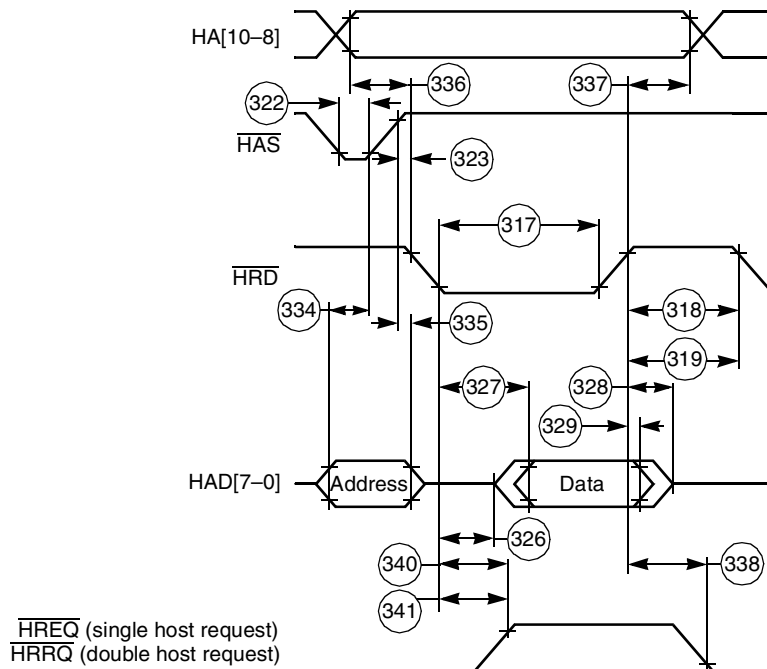 HA[10–8]
336
337
322
HAS
323
317
HRD
334
335
318
319
327
328
329
HAD[7–0]
Address
Data
326
340
338
341
HREQ (single host request)
HRRQ (double host request)